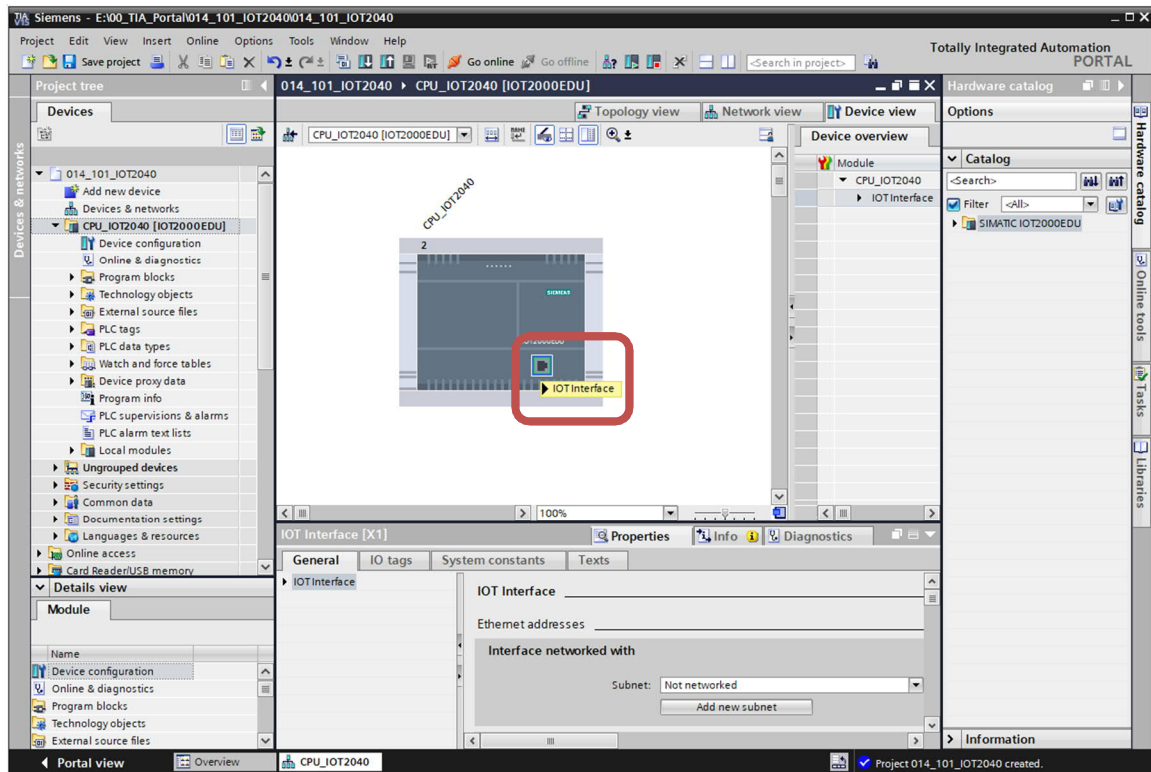 Siemens - E:\00_TIA_Portal\014_101_IOT2040\014_101_IOT2040
Project Edit View Insert Online Options Tools Window Help
Totally Integrated Automation
PORTAL
Save project
Go online
Go offline
<Search in project>
Project tree
014_101_IOT2040 ▸ CPU_IOT2040 [IOT2000EDU]
Hardware catalog
Devices
Topology view
Network view
Device view
Options
CPU_IOT2040 [IOT2000EDU]
Device overview
Devices & networks
014_101_IOT2040
Add new device
Devices & networks
CPU_IOT2040 [IOT2000EDU]
Device configuration
Online & diagnostics
Program blocks
Technology objects
External source files
PLC tags
PLC data types
Watch and force tables
Device proxy data
Program info
PLC supervisions & alarms
PLC alarm text lists
Local modules
Ungrouped devices
Security settings
Common data
Documentation settings
Languages & resources
Online access
Card Reader/USB memory
CPU_IOT2040
2
SIEMENS
IOT2000EDU
IOT Interface
100%
Module
CPU_IOT2040
IOT Interface
Catalog
<Search>
Filter
<All>
SIMATIC IOT2000EDU
Hardware catalog
Online tools
Tasks
Libraries
IOT Interface [X1]
Properties
Info
Diagnostics
General
IO tags
System constants
Texts
IOT Interface
IOT Interface
Ethernet addresses
Interface networked with
Subnet: Not networked
Add new subnet
Details view
Module
Name
Device configuration
Online & diagnostics
Program blocks
Technology objects
External source files
Information
Portal view
Overview
CPU_IOT2040
Project 014_101_IOT2040 created.